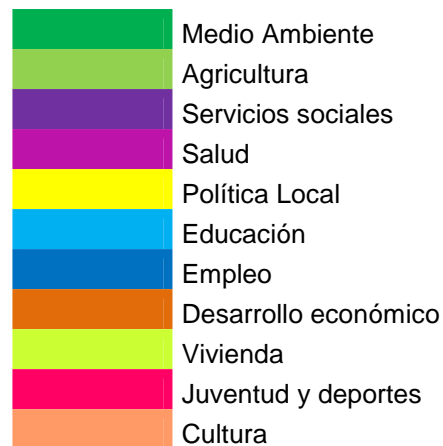 Medio Ambiente
Agricultura
Servicios sociales
Salud
Política Local
Educación
Empleo
Desarrollo económico
Vivienda
Juventud y deportes
Cultura